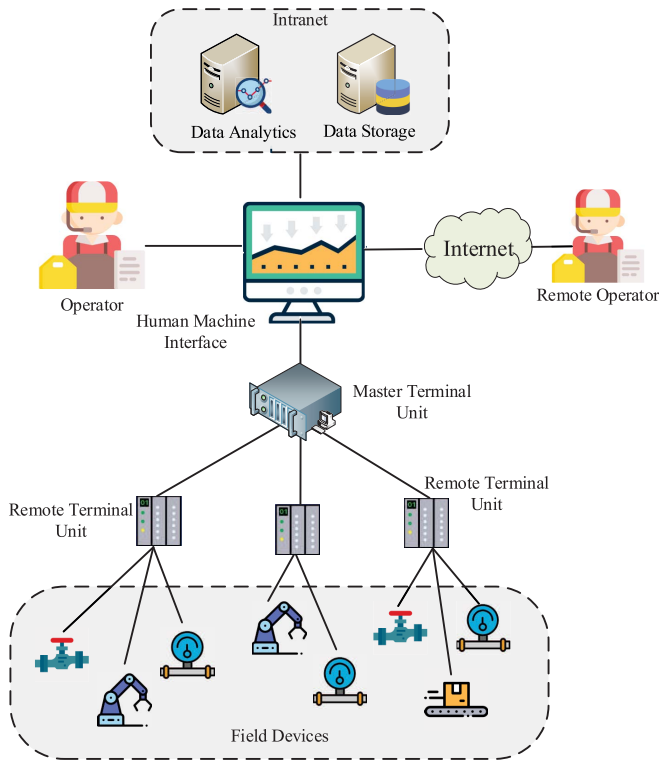 Intranet
Data Analytics
Data Storage
Operator
Internet
Remote Operator
Human Machine
Interface
Master Terminal
Unit
Remote Terminal
Unit
Remote Terminal
Unit
Field Devices